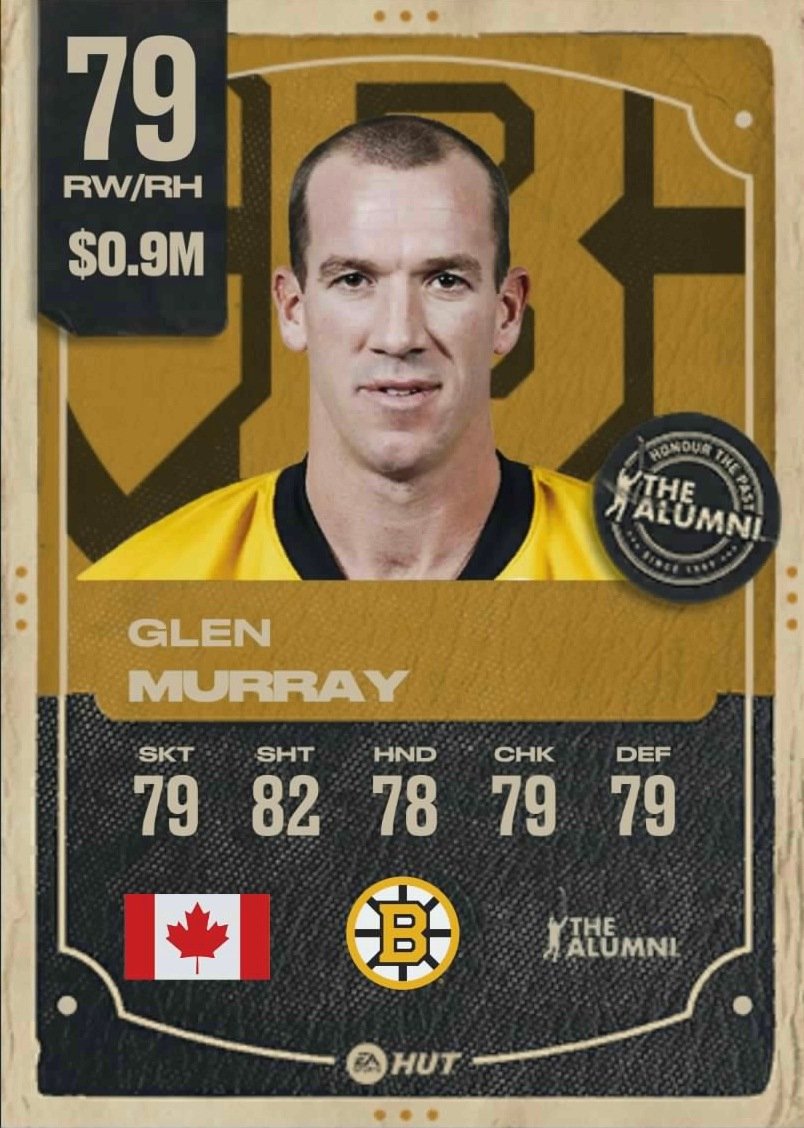 79
RW/RH
$0.9M
HONOUR THE PAST
THE
ALUMNI
GLEN
MURRAY
SKT SHT HND CHK DEF
79 82 78 79 79
B
THE
ALUMNI
EA
HUT